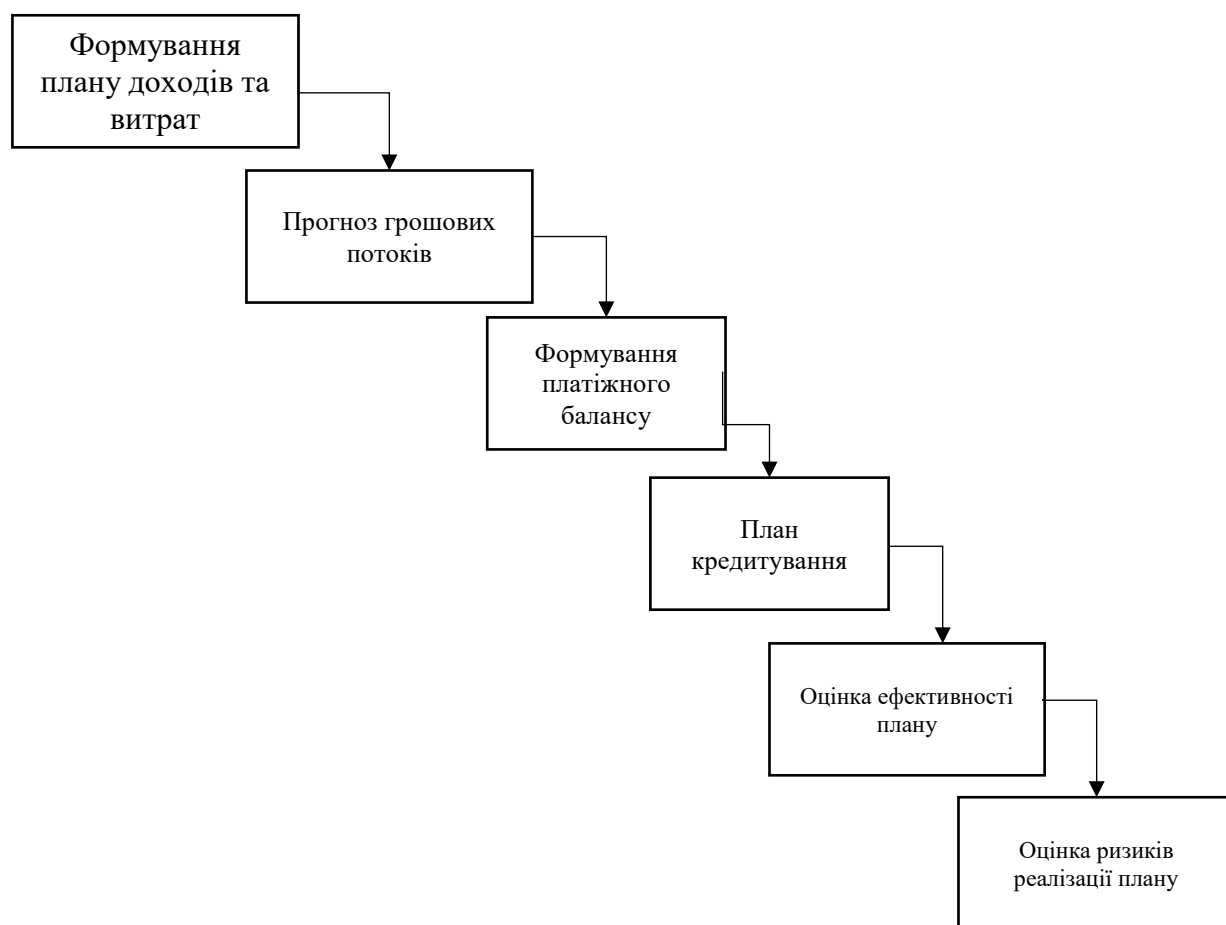 Формування
плану доходів та
витрат
Прогноз грошових
потоків
Формування
платіжного
балансу
План
кредитування
Оцінка ефективності
плану
Оцінка ризиків
реалізації плану